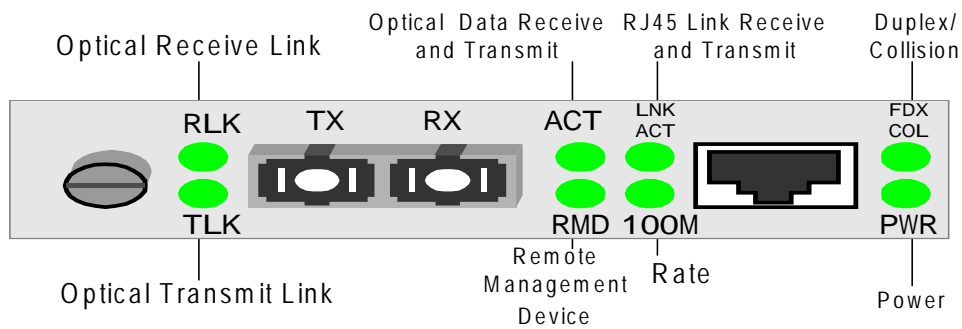 Optical Receive Link
Optical Data Receive
and Transmit
RJ45 Link Receive
and Transmit
Duplex/
Collision
RLK
TX
RX
ACT
LNK
ACT
FDX
COL
TLK
RMD
100M
PWR
Optical Transmit Link
Remote
Management
Device
Rate
Power